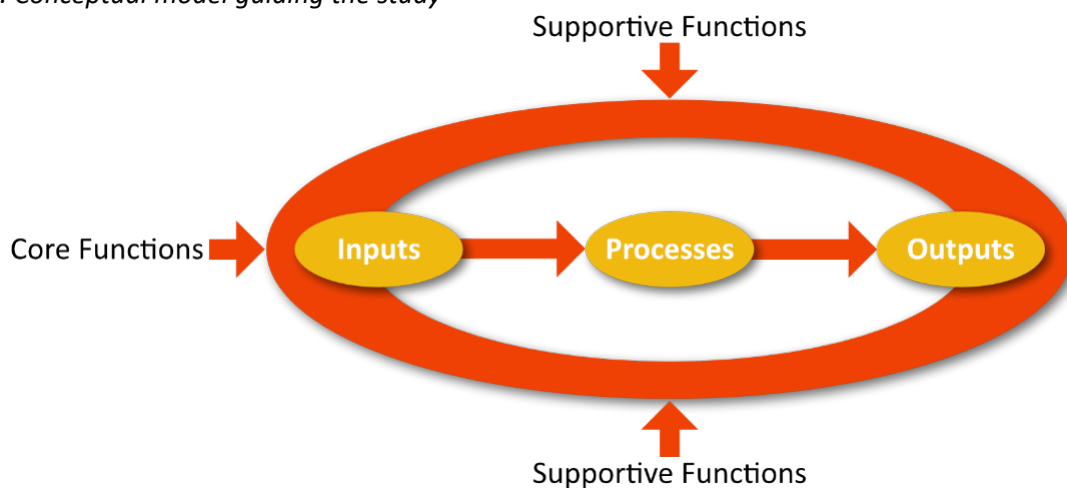 Conceptual model guiding the study
Supportive Functions
Core Functions
Inputs
Processes
Outputs
Supportive Functions